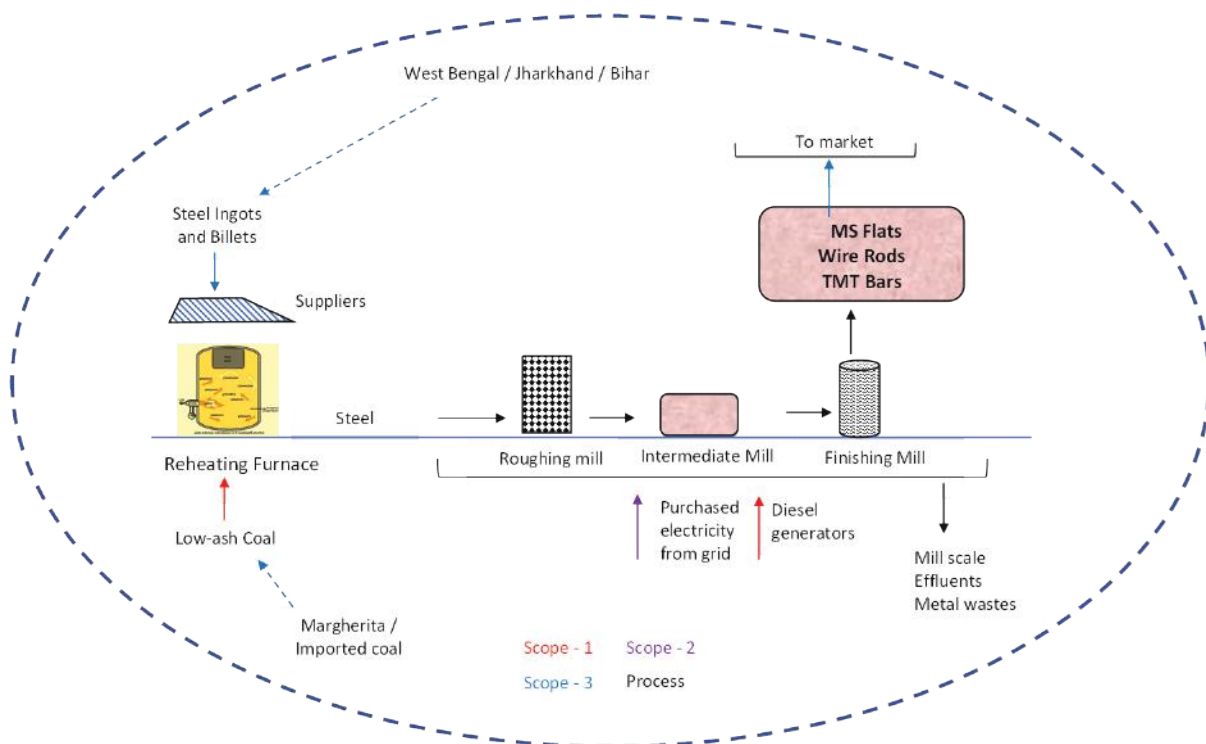 West Bengal / Jharkhand / Bihar
To market
Steel Ingots
and Billets
MS Flats
Wire Rods
TMT Bars
Suppliers
Steel
Reheating Furnace
Roughing mill
Intermediate Mill
Finishing Mill
Low-ash Coal
Purchased
electricity
from grid
Diesel
generators
Mill scale
Effluents
Metal wastes
Margherita /
Imported coal
Scope - 1
Scope - 2
Scope - 3
Process